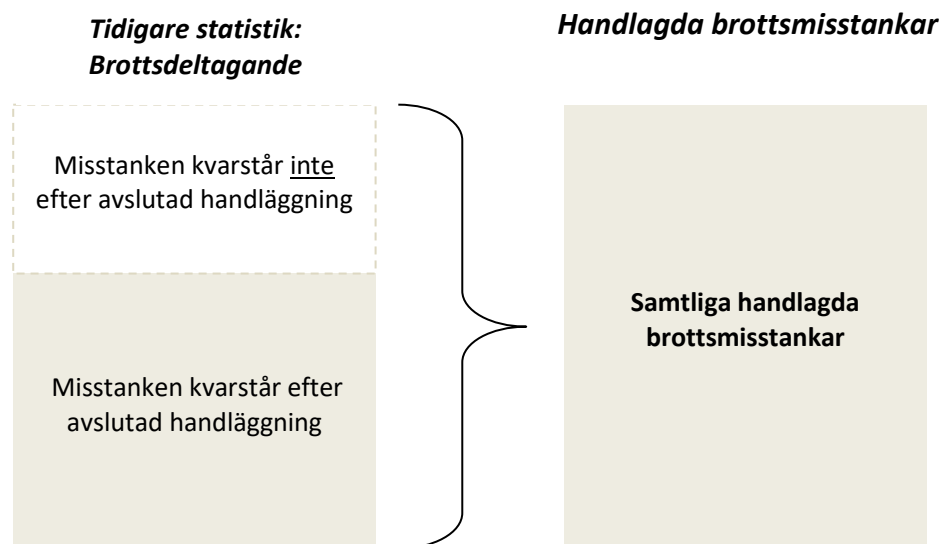 Tidigare statistik:
Brottsdeltagande
Handlagda brottsmisstankar
Misstanken kvarstår inte
efter avslutad handläggning
Misstanken kvarstår efter
avslutad handläggning
Samtliga handlagda
brottsmisstankar